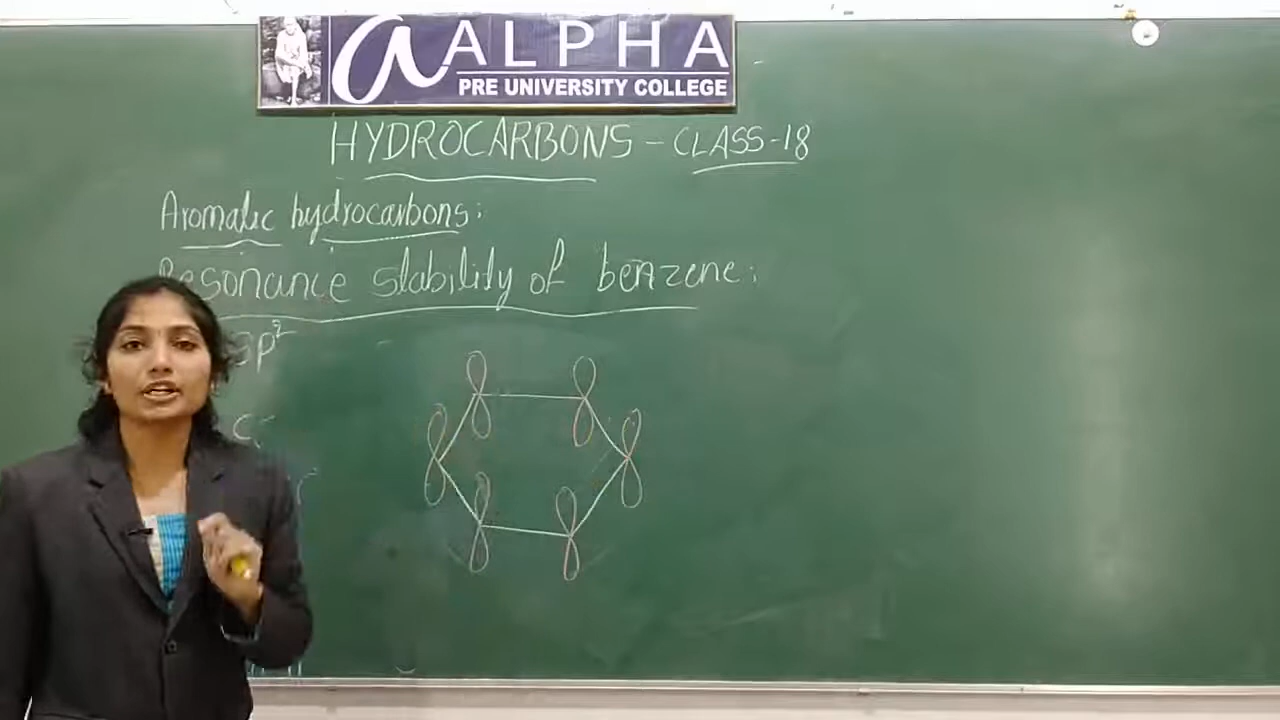 ALPHA
PRE UNIVERSITY COLLEGE
HYDROCARBONS - CLASS-18
Aromatic hydrocarbons:
Resonance stability of benzene:
sp²